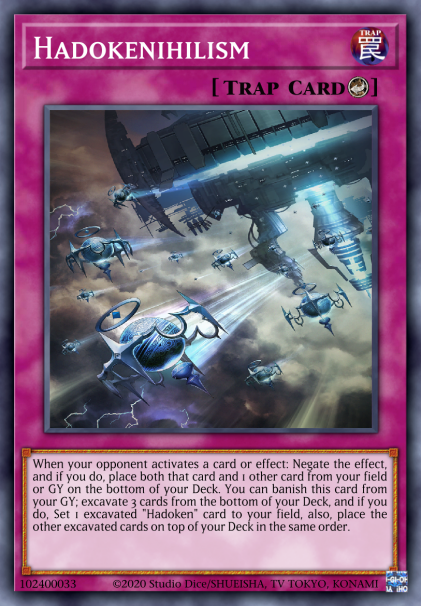 HADOKENIHILISM
TRAP
罠
[TRAP CARD]
When your opponent activates a card or effect: Negate the effect,
and if you do, place both that card and 1 other card from your field
or GY on the bottom of your Deck. You can banish this card from
your GY; excavate 3 cards from the bottom of your Deck, and if you
do, Set 1 excavated "Hadoken" card to your field, also, place the
other excavated cards on top of your Deck in the same order.
102400033 ©2020 Studio Dice/SHUEISHA, TV TOKYO, KONAMI